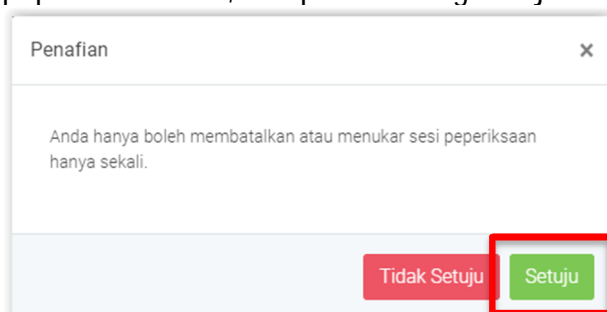 Penafian ×
Anda hanya boleh membatalkan atau menukar sesi peperiksaan
hanya sekali.
Tidak Setuju Setuju